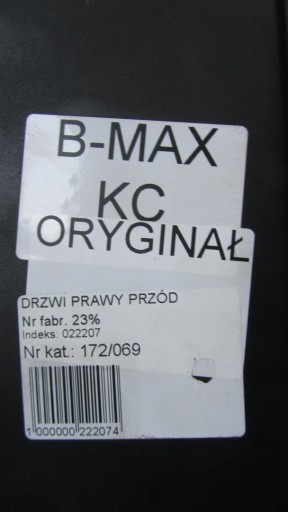 B-MAX
KC
ORYGINAŁ
DRZWI PRAWY PRZÓD
Nr fabr. 23%
Indeks: 022207
Nr kat.: 172/069
1 000000 222074